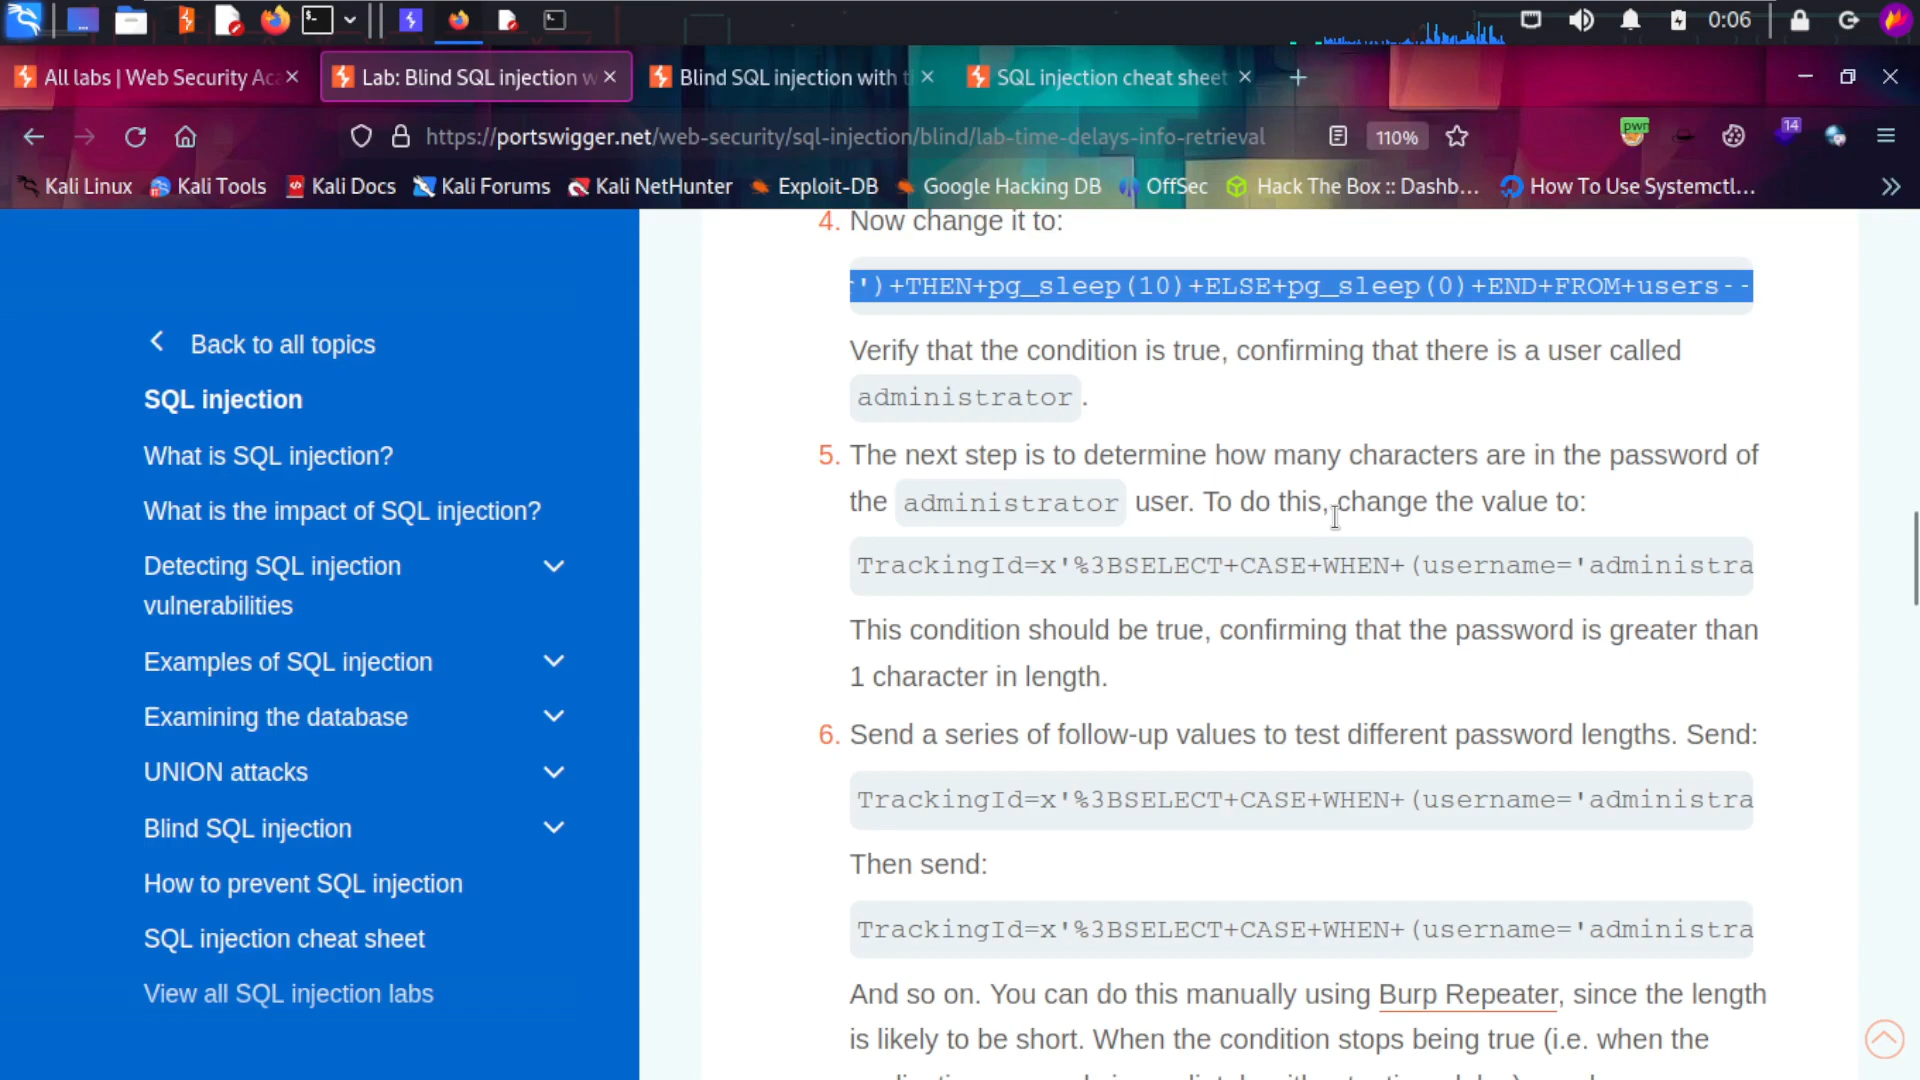 0:06
All labs | Web Security Ac
Lab: Blind SQL injection w
Blind SQL injection with t
SQL injection cheat sheet
https://portswigger.net/web-security/sql-injection/blind/lab-time-delays-info-retrieval
110%
pwn
14
Kali Linux
Kali Tools
Kali Docs
Kali Forums
Kali NetHunter
Exploit-DB
Google Hacking DB
OffSec
Hack The Box :: Dashb...
How To Use Systemctl...
Back to all topics
SQL injection
What is SQL injection?
What is the impact of SQL injection?
Detecting SQL injection
vulnerabilities
Examples of SQL injection
Examining the database
UNION attacks
Blind SQL injection
How to prevent SQL injection
SQL injection cheat sheet
View all SQL injection labs
4. Now change it to:
')+THEN+pg_sleep(10)+ELSE+pg_sleep(0)+END+FROM+users--
Verify that the condition is true, confirming that there is a user called
administrator.
5. The next step is to determine how many characters are in the password of
the administrator user. To do this, change the value to:
TrackingId=x'%3BSELECT+CASE+WHEN+(username='administra
This condition should be true, confirming that the password is greater than
1 character in length.
6. Send a series of follow-up values to test different password lengths. Send:
TrackingId=x'%3BSELECT+CASE+WHEN+(username='administra
Then send:
TrackingId=x'%3BSELECT+CASE+WHEN+(username='administra
And so on. You can do this manually using Burp Repeater, since the length
is likely to be short. When the condition stops being true (i.e. when the